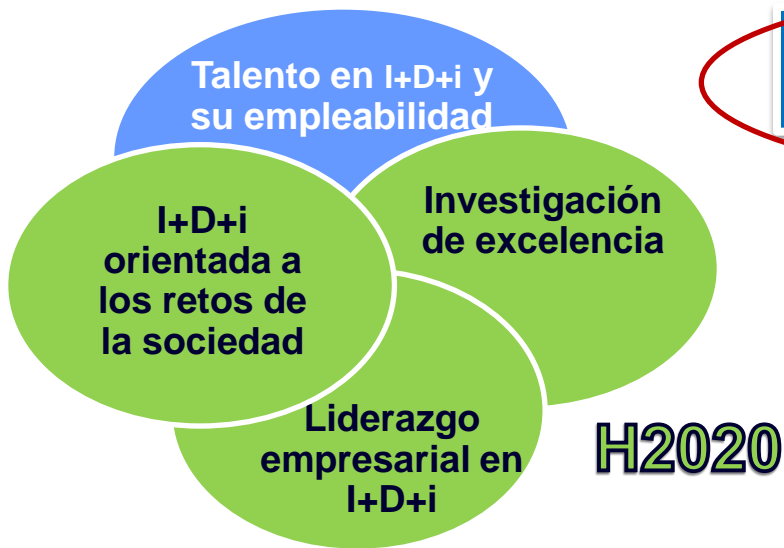 Talento en I+D+i y
su empleabilidad
Investigación
de excelencia
I+D+i
orientada a
los retos de
la sociedad
Liderazgo
empresarial en
I+D+i
H2020